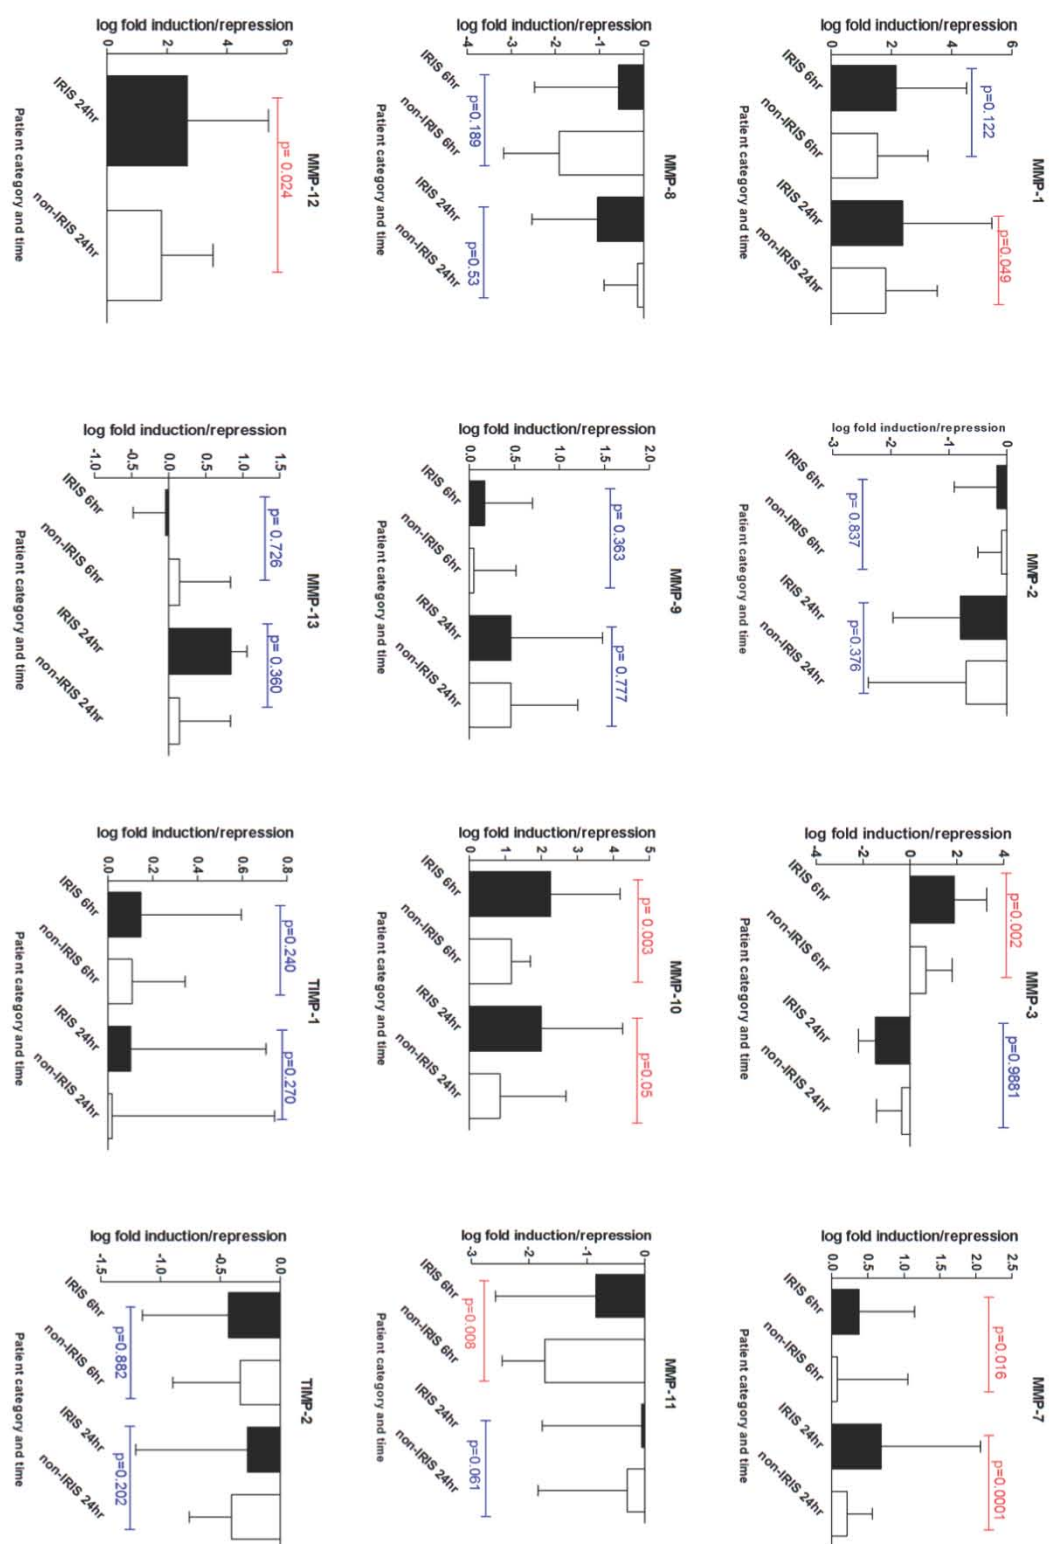 MMP-1
log fold induction/repression
6
4
2
0
p=0.122
p=0.049
IRIS 6hr
non-IRIS 6hr
IRIS 24hr
non-IRIS 24hr
Patient category and time
MMP-2
log fold induction/repression
0
-1
-2
-3
p= 0.837
p=0.376
IRIS 6hr
non-IRIS 6hr
IRIS 24hr
non-IRIS 24hr
Patient category and time
MMP-3
log fold induction/repression
4
2
0
-2
-4
p=0.002
p=0.9881
IRIS 6hr
non-IRIS 6hr
IRIS 24hr
non-IRIS 24hr
Patient category and time
MMP-7
log fold induction/repression
2.5
2.0
1.5
1.0
0.5
0.0
p=0.016
p=0.0001
IRIS 6hr
non-IRIS 6hr
IRIS 24hr
non-IRIS 24hr
Patient category and time
MMP-8
log fold induction/repression
0
-1
-2
-3
-4
p=0.189
p=0.53
IRIS 6hr
non-IRIS 6hr
IRIS 24hr
non-IRIS 24hr
Patient category and time
MMP-9
log fold induction/repression
2.0
1.5
1.0
0.5
0.0
p= 0.363
p= 0.777
IRIS 6hr
non-IRIS 6hr
IRIS 24hr
non-IRIS 24hr
Patient category and time
MMP-10
log fold induction/repression
5
4
3
2
1
0
p= 0.003
p=0.05
IRIS 6hr
non-IRIS 6hr
IRIS 24hr
non-IRIS 24hr
Patient category and time
MMP-11
log fold induction/repression
0
-1
-2
-3
p=0.008
p=0.061
IRIS 6hr
non-IRIS 6hr
IRIS 24hr
non-IRIS 24hr
Patient category and time
MMP-12
log fold induction/repression
6
4
2
0
p= 0.024
IRIS 24hr
non-IRIS 24hr
Patient category and time
MMP-13
log fold induction/repression
1.5
1.0
0.5
0.0
-0.5
-1.0
p= 0.726
p= 0.360
IRIS 6hr
non-IRIS 6hr
IRIS 24hr
non-IRIS 24hr
Patient category and time
TIMP-1
log fold induction/repression
0.8
0.6
0.4
0.2
0.0
p=0.240
p=0.270
IRIS 6hr
non-IRIS 6hr
IRIS 24hr
non-IRIS 24hr
Patient category and time
TIMP-2
log fold induction/repression
0.0
-0.5
-1.0
-1.5
p=0.882
p=0.202
IRIS 6hr
non-IRIS 6hr
IRIS 24hr
non-IRIS 24hr
Patient category and time